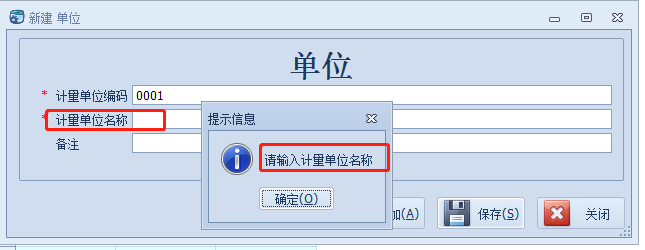 新建 单位
单位
* 计量单位编码 0001
* 计量单位名称
备注
提示信息
请输入计量单位名称
确定(O)
加(A) 保存(S) 关闭